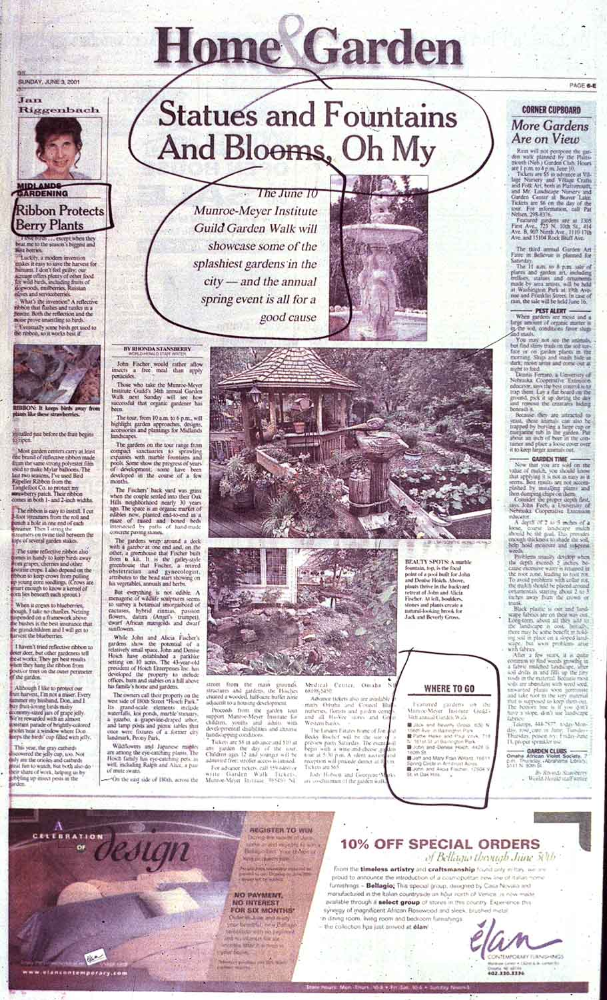 Home & Garden
SUNDAY, JUNE 3, 2001
PAGE 6-E
Jan
Riggenbach
MIDLANDS
GARDENING
Ribbon Protects
Berry Plants
I love birds . . . except when they
beat me to the season's biggest and
best berries.
Luckily, a modern invention
makes it easy to save the harvest for
humans. I don't feel guilty; our
acreage offers plenty of other food
for wild birds, including fruits of
dogwoods, mulberries, Russian
olives and serviceberries.
What's the invention? A reflective
ribbon that flashes and rattles in a
breeze. Both the reflection and the
noise prove unsettling to birds.
Eventually some birds get used to
the ribbon, so it works best if
RIBBON: It keeps birds away from
plants like these strawberries.
installed just before the fruit begins
to ripen.
Most garden centers carry at least
one brand of reflective ribbon made
from the same strong polyester film
used to make Mylar balloons. The
last two seasons, I've used Bird
Repeller Ribbon from the
Tanglefoot Co. to protect my
strawberry patch. Their ribbon
comes in both 1- and 2-inch widths.
The ribbon is easy to install. I cut
-foot streamers from the roll and
punch a hole in one end of each
streamer. Then I string the
streamers on twine tied between the
tops of several garden stakes.
The same reflective ribbon also
comes in handy to keep birds away
from grapes, cherries and other
favorite crops. I also depend on the
ribbon to keep crows from pulling
up young corn seedlings. (Crows are
smart enough to know a kernel of
corn lies beneath each sprout.)
When it comes to blueberries,
though, I take no chances. Netting
suspended on a framework above
the bushes is the best insurance that
the grandchildren and I will get to
harvest the blueberries.
I haven't tried reflective ribbon to
deter deer, but other gardeners tell
me it works. They get best results
when they hang the ribbon from
posts or trees on the outer perimeter
of the garden.
Although I like to protect our
fruit harvest, I'm not a miser. Every
summer my husband, Don, and I
buy fruit-loving birds many
economy-sized jars of grape jelly.
We're rewarded with an almost
constant parade of brightly-colored
orioles near a window where Don
keeps the birds' cup filled with jelly.
This year, the gray catbirds
discovered the jelly cup, too. Not
only are the orioles and catbirds
great fun to watch, but both also do
their share of work, helping us by
gobbling up insect pests in the
garden.
Statues and Fountains
And Blooms, Oh My
The June 10
Munroe-Meyer Institute
Guild Garden Walk will
showcase some of the
splashiest gardens in the
city — and the annual
spring event is all for a
good cause
BY RHONDA STANSBERRY
WORLD-HERALD STAFF WRITER
John Fischer would rather allow
insects a free meal than apply
pesticides.
Those who take the Munroe-Meyer
Institute Guild's 34th annual Garden
Walk next Sunday will see how
successful that organic gardener has
been.
The tour, from 10 a.m. to 6 p.m., will
highlight garden approaches, designs,
accessories and plantings for Midlands
landscapes.
The gardens on the tour range from
compact sanctuaries to sprawling
expanses with marble fountains and
pools. Some show the progress of years
of development; some have been
developed in the course of a few
months.
The Fischers' back yard was grass
when the couple settled into their Oak
Hills neighborhood nearly 30 years
ago. The space is an organic market of
edibles now, planted end-to-end in a
maze of raised and boxed beds
intersected by paths of hand-made
concrete paving stones.
The gardens wrap around a deck
with a gazebo at one end and, on the
other, a greenhouse that Fischer built
from a kit. It is the galley-style
greenhouse that Fischer, a retired
obstetrician and gynecologist,
attributes to the head start showing on
his vegetables, annuals and herbs.
But everything is not edible. A
menagerie of wildlife sculptures seems
to survey a botanical smorgasbord of
cactuses, hybrid zinnias, passion
flowers, datura (Angel's trumpet),
dwarf African marigolds and dwarf
sunflowers.
While John and Alicia Fischer's
gardens show the potential of a
relatively small space, John and Denise
Hoich have established a parklike
setting on 10 acres. The 43-year-old
president of Hoich Enterprises Inc. has
developed the property to include
offices, barn and stables on a hill above
his family's home and gardens.
The owners call their property on the
west side of 180th Street "Hoich Park."
Its grand-scale elements include
waterfalls, koi ponds, marble statuary,
a gazebo, a grapevine-draped arbor,
and lamp posts and picnic tables that
once were fixtures of a former city
landmark, Peony Park.
Wildflowers and Japanese maples
are among the eye-catching plants. The
Hoich family has eye-catching pets, as
well, including Ralph and Alice, a pair
of mute swans.
On the east side of 180th, across the
street from the main grounds,
structures and gardens, the Hoiches
created a wooded, half-acre buffer zone
adjacent to a housing development.
Proceeds from the garden tour
support Munroe-Meyer Institute for
children, youths and adults with
developmental disabilities and chronic
handicapping conditions.
Tickets are $8 in advance and $10 at
any garden the day of the tour.
Children ages 12 and younger will be
admitted free; stroller access is limited.
For advance tickets, call 559-6460 or
write Garden Walk Tickets,
Munroe-Meyer Institute, 985450 NE
Medical Center, Omaha NE
68198-5450.
Advance tickets also are available at
many Omaha and Council Bluffs
nurseries, florists and garden centers
and all Hy-Vee stores and Great
Western banks.
The Linden Estates home of Jon and
Becky Bischof will be the site of a
preview party Saturday. The event will
begin with a wine-and-cheese garden
tour at 5:30 p.m. A silent auction and
reception will precede dinner at
Tickets are $65.
Jody Hobson and Georgene Marks
are co-chairmen of the garden walk.
BEAUTY SPOTS: A marble
fountain, top, is the focal
point of a pool built for John
and Denise Hoich. Above,
plants thrive in the backyard
retreat of John and Alicia
Fischer. At left, boulders,
stones and plants create a
natural-looking brook for
Jack and Beverly Gross.
WHERE TO GO
Featured gardens on the
Munroe-Meyer Institute Guild's
34th annual Garden Walk:
Jack and Beverly Gross, 630 N.
156th Ave. in Barrington Park
N. 161st St. in Barrington Park.
John and Denise Hoich, 4428 S.
180th St.
Jeff and Mary Fran Willard, 16611
Spring Circle in Armbrust Acres.
John and Alicia Fischer, 12504 V
St. in Oak Hills.
CORNER CUPBOARD
More Gardens
Are on View
Rain will not postpone the gar-
den walk planned by the Platts-
mouth (Neb.) Garden Club. Hours
are 1 p.m. to 4 p.m. June 10.
Tickets are $5 in advance at Vil-
lage Nursery and Village Crafts
and Folk Art, both in Plattsmouth,
and Mr. Landscape Nursery and
Garden Center at Beaver Lake.
Tickets are $6 on the day of the
tour. For information, call Pat
Nelsen, 298-8376.
Featured gardens are at 1305
First Ave., 723 N. 10th St., 414
Ave. B, 907 Ninth Ave., 1110 17th
Ave. and 15104 Rock Bluff Ave.
The third annual Garden Art
Faire in Bellevue is planned for
Saturday.
The 11 a.m. to 6 p.m. sale of
plants and garden art, including
trellises, statues and ornaments
made by area artists, will be held
at Washington Park at 19th Ave-
nue and Franklin Street. In case of
rain, the sale will be held June 16.
PEST ALERT
When gardens are moist and a
large amount of organic matter is
in the soil, conditions favor slugs
and snails.
You may not see the animals,
but find slimy trails on the soil sur-
face or on garden plants in the
morning. Slugs and snails hide in
dark, moist areas and come out at
night to feed.
Dennis Ferraro, a University of
Nebraska Cooperative Extension
educator, says the best control is to
trap them. Lay a flat board on the
ground, pick it up during the day
and remove the creatures hiding
beneath it.
Because they are attracted to
yeast, these animals can also be
trapped by burying a large cup or
margarine tub in the garden. Put
about an inch of beer in the con-
tainer and place a loose cover over
it to keep larger animals out.
GARDEN TIME
Now that you are sold on the
value of mulch, you should know
that applying it is not as easy as it
seems. Best results are not accom-
plished by installing plants and
then dumping chips on them.
Consider the proper depth first,
says John Fech, a University of
Nebraska Cooperative Extension
educator.
A depth of 2 to 3 inches of a
loose, coarse landscape mulch
should be the goal. This provides
enough thickness to shade the soil,
help hold moisture and suppress
weeds.
Problems usually develop when
the depth exceeds 5 inches, be-
cause excessive water is retained in
the root zone, leading to root rot.
To avoid problems with collar rot,
the mulch should be placed around
ornamentals starting about 2 to 3
inches away from the crown or
trunk.
Black plastic is out and land-
scape fabrics are on their way out.
Long-term, about all they add to
the landscape is cost. Initially,
there may be some benefit in hold-
ing soil in place on a sloped land-
scape, but soon problems arise
with fabrics.
After a few years, it is quite
common to find weeds growing in
a fabric mulched landscape, after
soil drifts in and fills up the tiny
voids in the material. Because most
soils are abundant with weed seed,
unwanted plants soon germinate
and take root in the very material
that is supposed to keep them out.
The bottom line is if you don't
have a slope, don't use landscape
fabrics.
GARDEN CLUBS
Omaha African Violet Society, 7
p.m. Thursday, Abrahams Library,
5111 N. 90th St.
By Rhonda Stansberry
World-Herald staff writer
A
CELEBRATION
OF
design
élan
www.elancontemporary.com
REGISTER TO WIN
NO PAYMENT,
NO INTEREST
FOR SIX MONTHS*
10% OFF SPECIAL ORDERS
of Bellagio through June 30th
From the timeless artistry and craftsmanship found only in Italy, we are
proud to announce the introduction of a cosmopolitan new line of Italian home
furnishings – Bellagio. This special group, designed by Casa Novalia and
manufactured in the Italian countryside an hour north of Venice, is now made
available through a select group of stores in this country. Experience this
synergy of magnificent African Rosewood and sleek, brushed metal
in dining room, living room and bedroom furnishings
– the collection has just arrived at élan!
élan
CONTEMPORARY FURNISHINGS
402.330.3336
Store Hours: Mon.-Thurs. 10-8 • Fri.-Sat. 10-6 • Sunday Noon-5